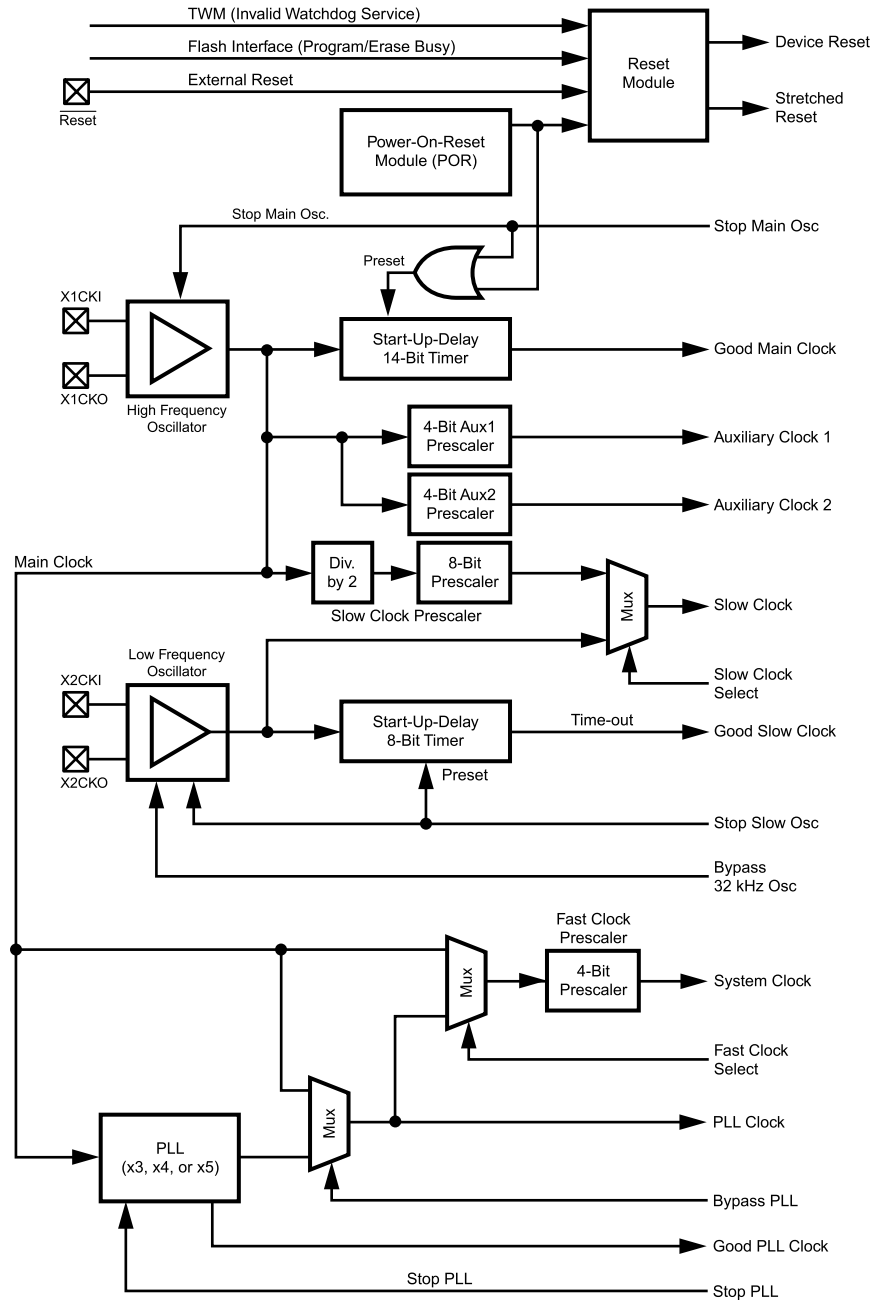 TWM (Invalid Watchdog Service)
Flash Interface (Program/Erase Busy)
External Reset
Reset
Reset
Module
Device Reset
Stretched
Reset
Power-On-Reset
Module (POR)
Stop Main Osc.
Stop Main Osc
Preset
X1CKI
X1CKO
High Frequency
Oscillator
Start-Up-Delay
14-Bit Timer
Good Main Clock
4-Bit Aux1
Prescaler
Auxiliary Clock 1
4-Bit Aux2
Prescaler
Auxiliary Clock 2
Main Clock
Div.
by 2
8-Bit
Prescaler
Slow Clock Prescaler
Mux
Slow Clock
Slow Clock
Select
Low Frequency
Oscillator
X2CKI
X2CKO
Start-Up-Delay
8-Bit Timer
Time-out
Good Slow Clock
Preset
Stop Slow Osc
Bypass
32 kHz Osc
Fast Clock
Prescaler
Mux
4-Bit
Prescaler
System Clock
Fast Clock
Select
Mux
PLL Clock
PLL
(x3, x4, or x5)
Bypass PLL
Good PLL Clock
Stop PLL
Stop PLL